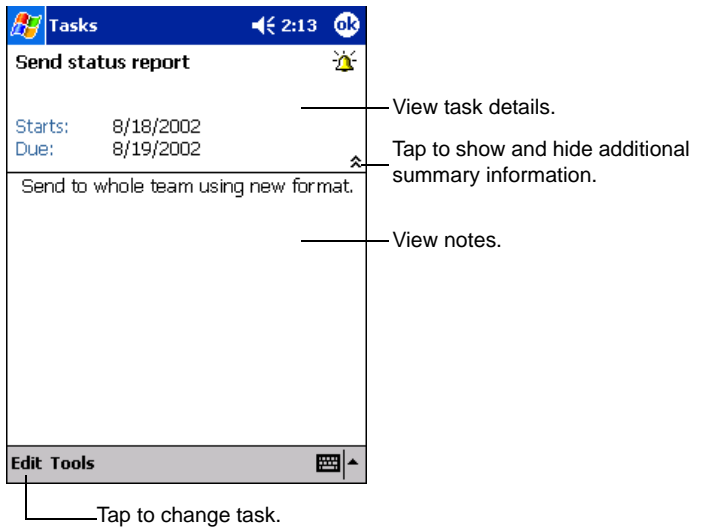 Tasks 2:13 ok
Send status report
View task details.
Starts: 8/18/2002
Due: 8/19/2002
Tap to show and hide additional
summary information.
Send to whole team using new format.
View notes.
Edit Tools
Tap to change task.